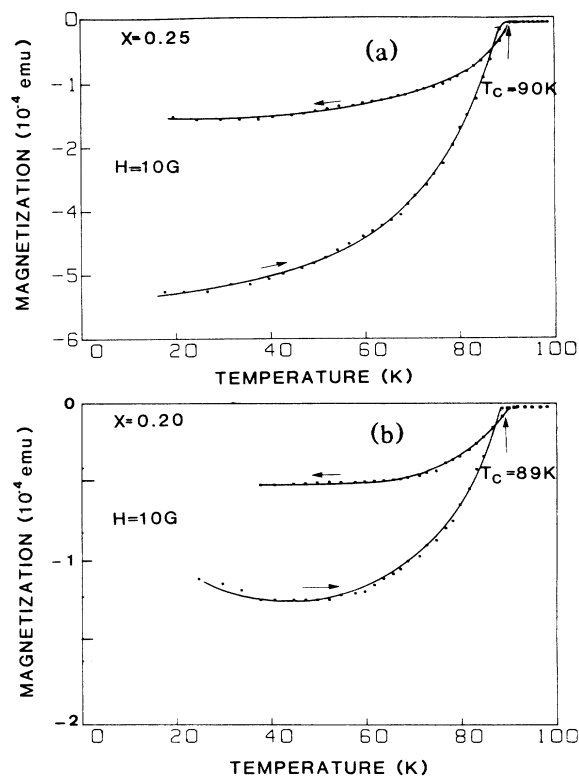 X=0.25
(a)
Tc=90K
H=10G
MAGNETIZATION (10⁻⁴ emu)
0
-1
-2
-4
-5
-6
0 20 40 60 80 100
TEMPERATURE (K)
X=0.20
(b)
Tc=89K
H=10G
MAGNETIZATION (10⁻⁴ emu)
0
-1
-2
0 20 40 60 80 100
TEMPERATURE (K)